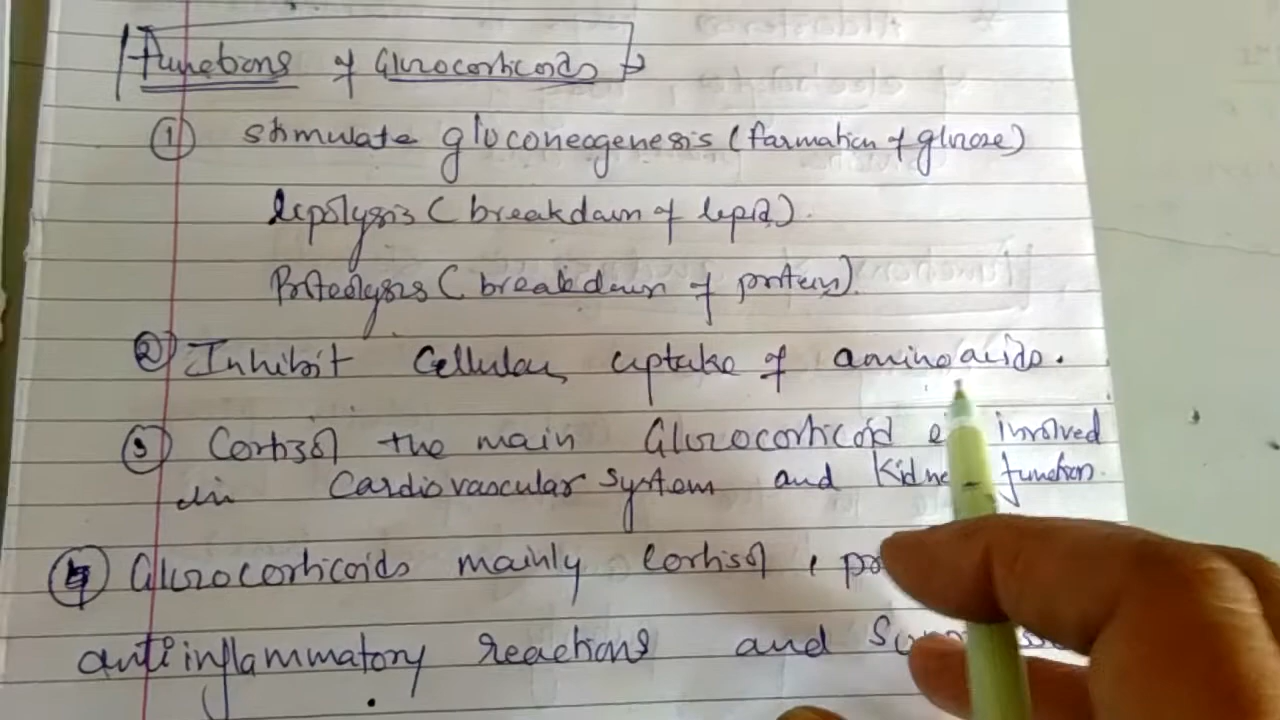 Functions of Glucocorticoids
① stimulate gluconeogenesis (formation of glucose)
lipolysis (breakdown of lipid).
Proteolysis (breakdown of protein).
② Inhibit Cellular uptake of aminoacids.
③ Cortisol the main Glucocorticoid involved
in Cardiovascular system and Kidney function.
④ Glucocorticoids mainly Cortisol,
anti inflammatory reactions and